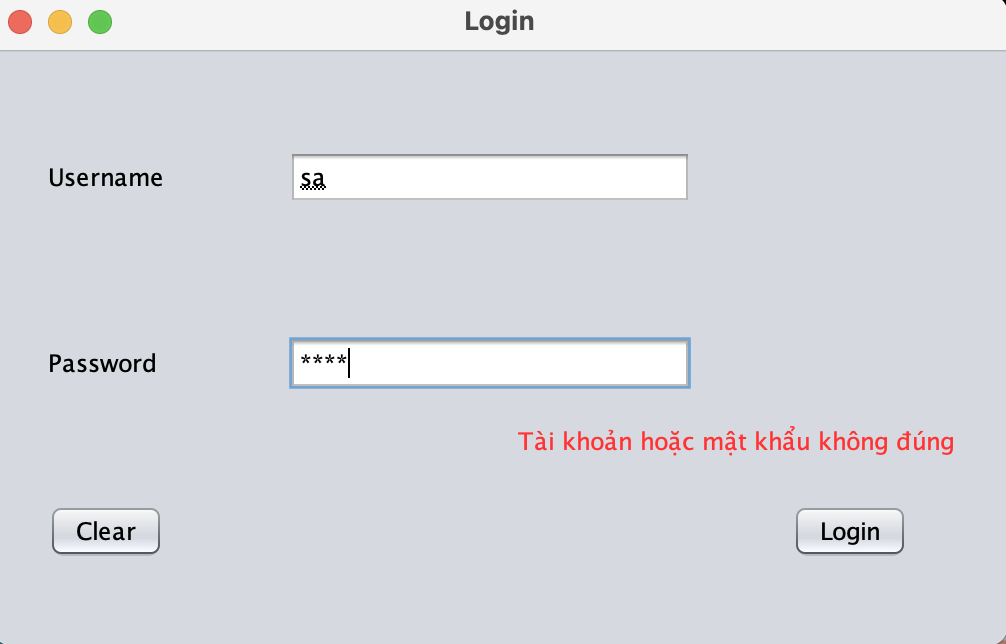 Login
Username
sa
Password
****
Tài khoản hoặc mật khẩu không đúng
Clear
Login